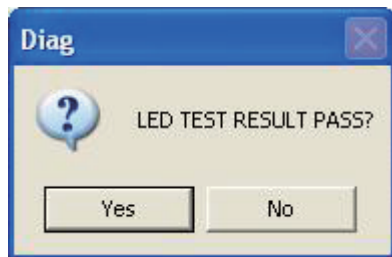 Diag
?
LED TEST RESULT PASS?
Yes No